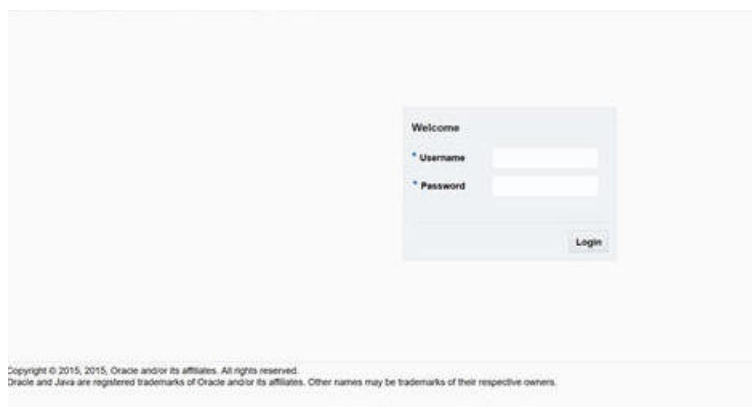 Welcome
* Username
* Password
Login
Copyright © 2015, 2015, Oracle and/or its affiliates. All rights reserved.
Oracle and Java are registered trademarks of Oracle and/or its affiliates. Other names may be trademarks of their respective owners.